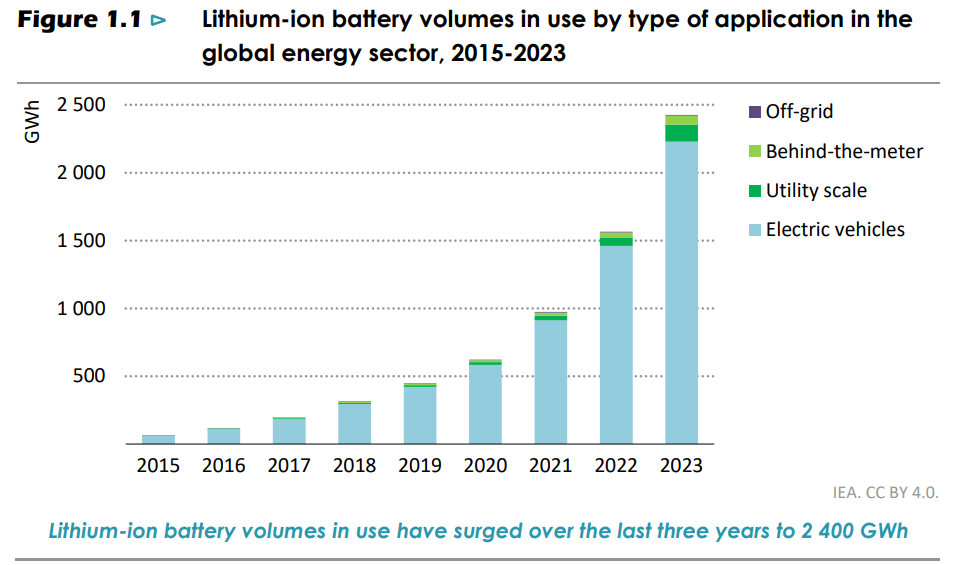 Figure 1.1 ▷ Lithium-ion battery volumes in use by type of application in the
global energy sector, 2015-2023
GWh
2 500
2 000
1 500
1 000
500
2015 2016 2017 2018 2019 2020 2021 2022 2023
Off-grid
Behind-the-meter
Utility scale
Electric vehicles
IEA. CC BY 4.0.
Lithium-ion battery volumes in use have surged over the last three years to 2 400 GWh